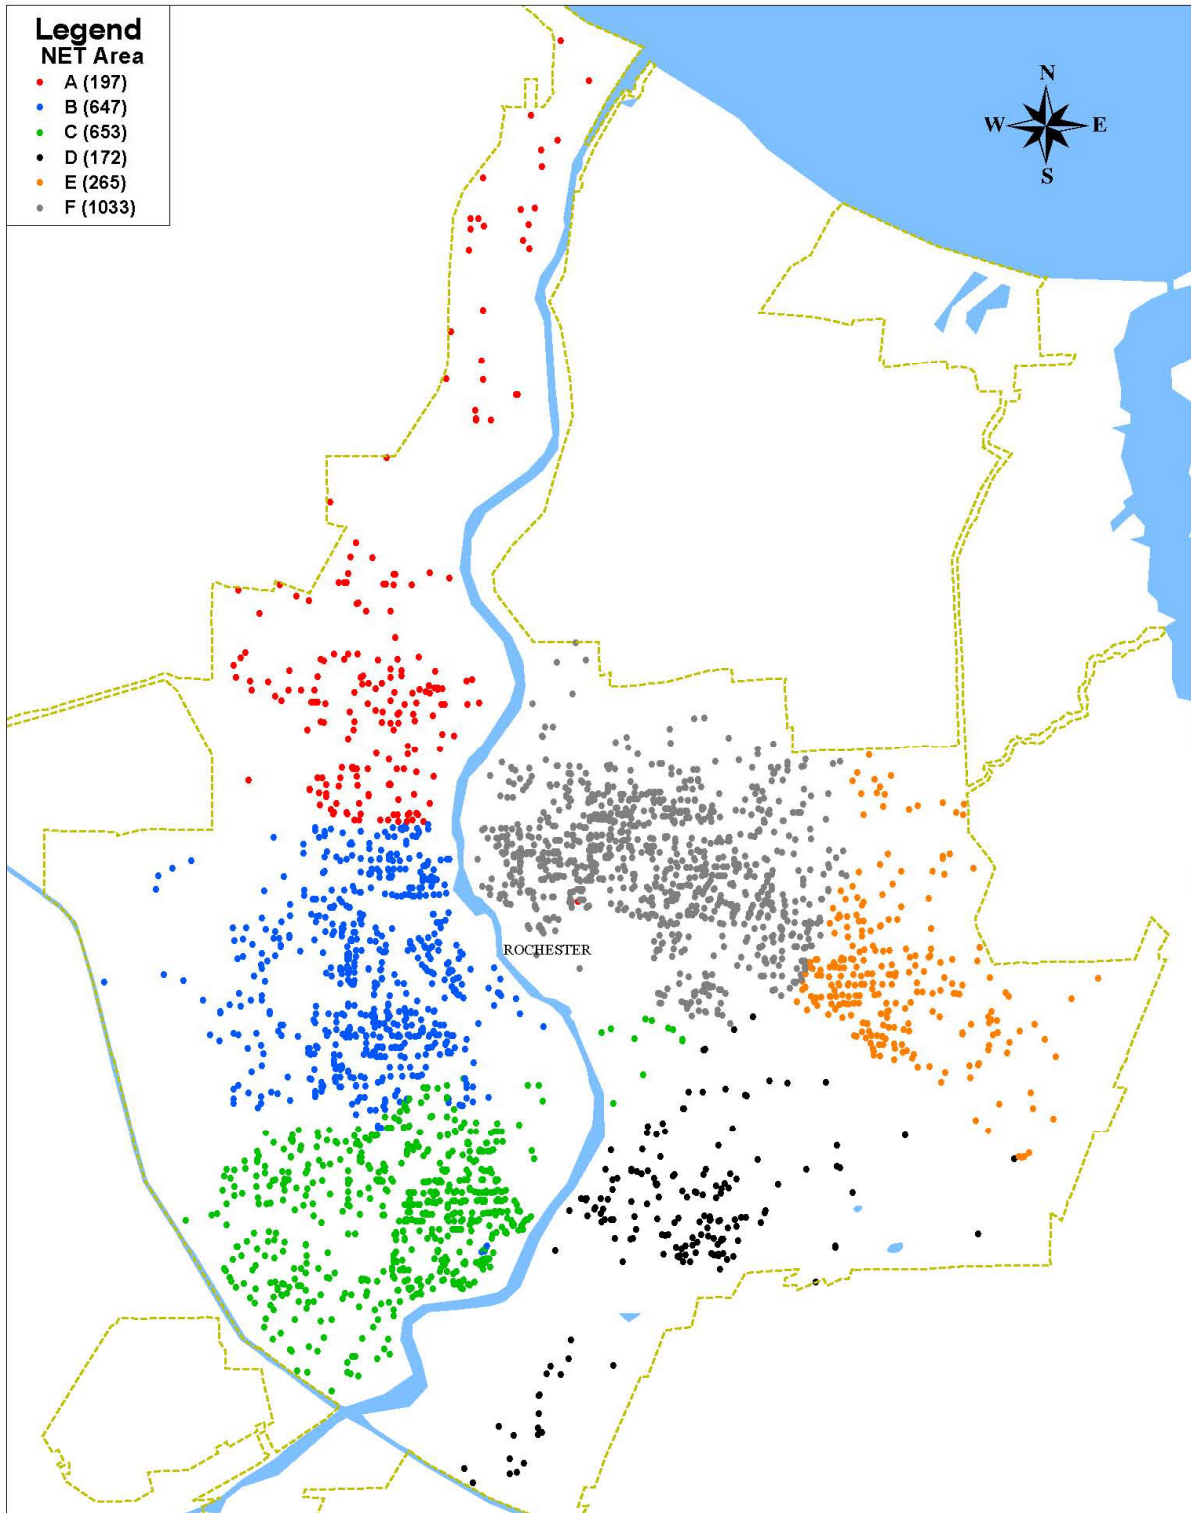 Legend
NET Area
A (197)
B (647)
C (653)
D (172)
E (265)
F (1033)
N
W E
S
ROCHESTER